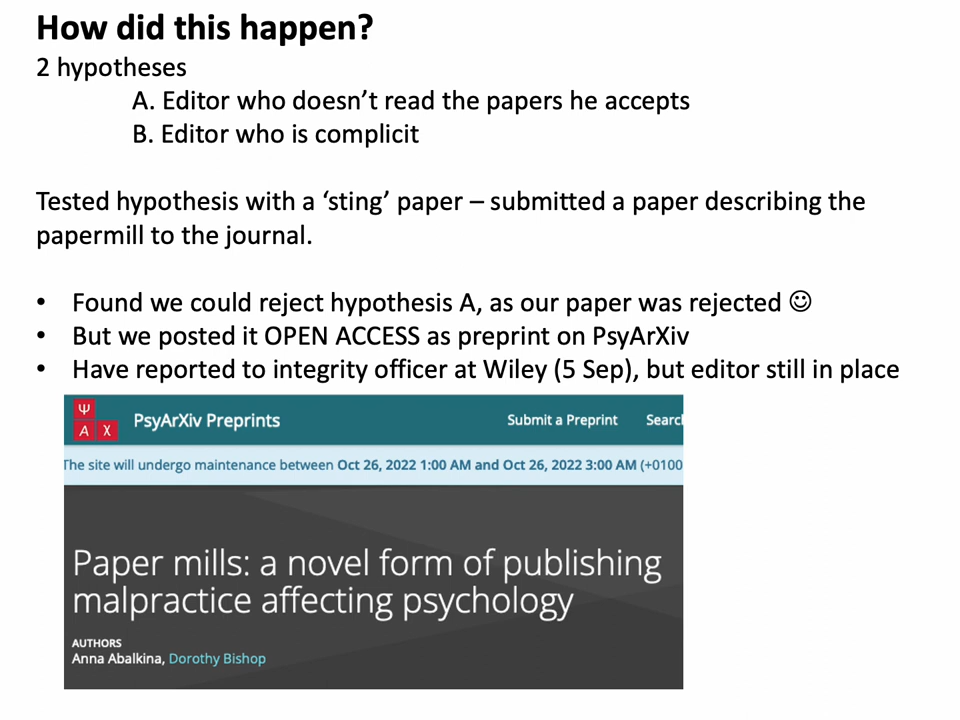 How did this happen?
2 hypotheses
A. Editor who doesn’t read the papers he accepts
B. Editor who is complicit
Tested hypothesis with a ‘sting’ paper – submitted a paper describing the
papermill to the journal.
• Found we could reject hypothesis A, as our paper was rejected ☺
• But we posted it OPEN ACCESS as preprint on PsyArXiv
• Have reported to integrity officer at Wiley (5 Sep), but editor still in place
Ψ
A χ
PsyArXiv Preprints
Submit a Preprint
Search
The site will undergo maintenance between Oct 26, 2022 1:00 AM and Oct 26, 2022 3:00 AM (+0100
Paper mills: a novel form of publishing
malpractice affecting psychology
AUTHORS
Anna Abalkina, Dorothy Bishop